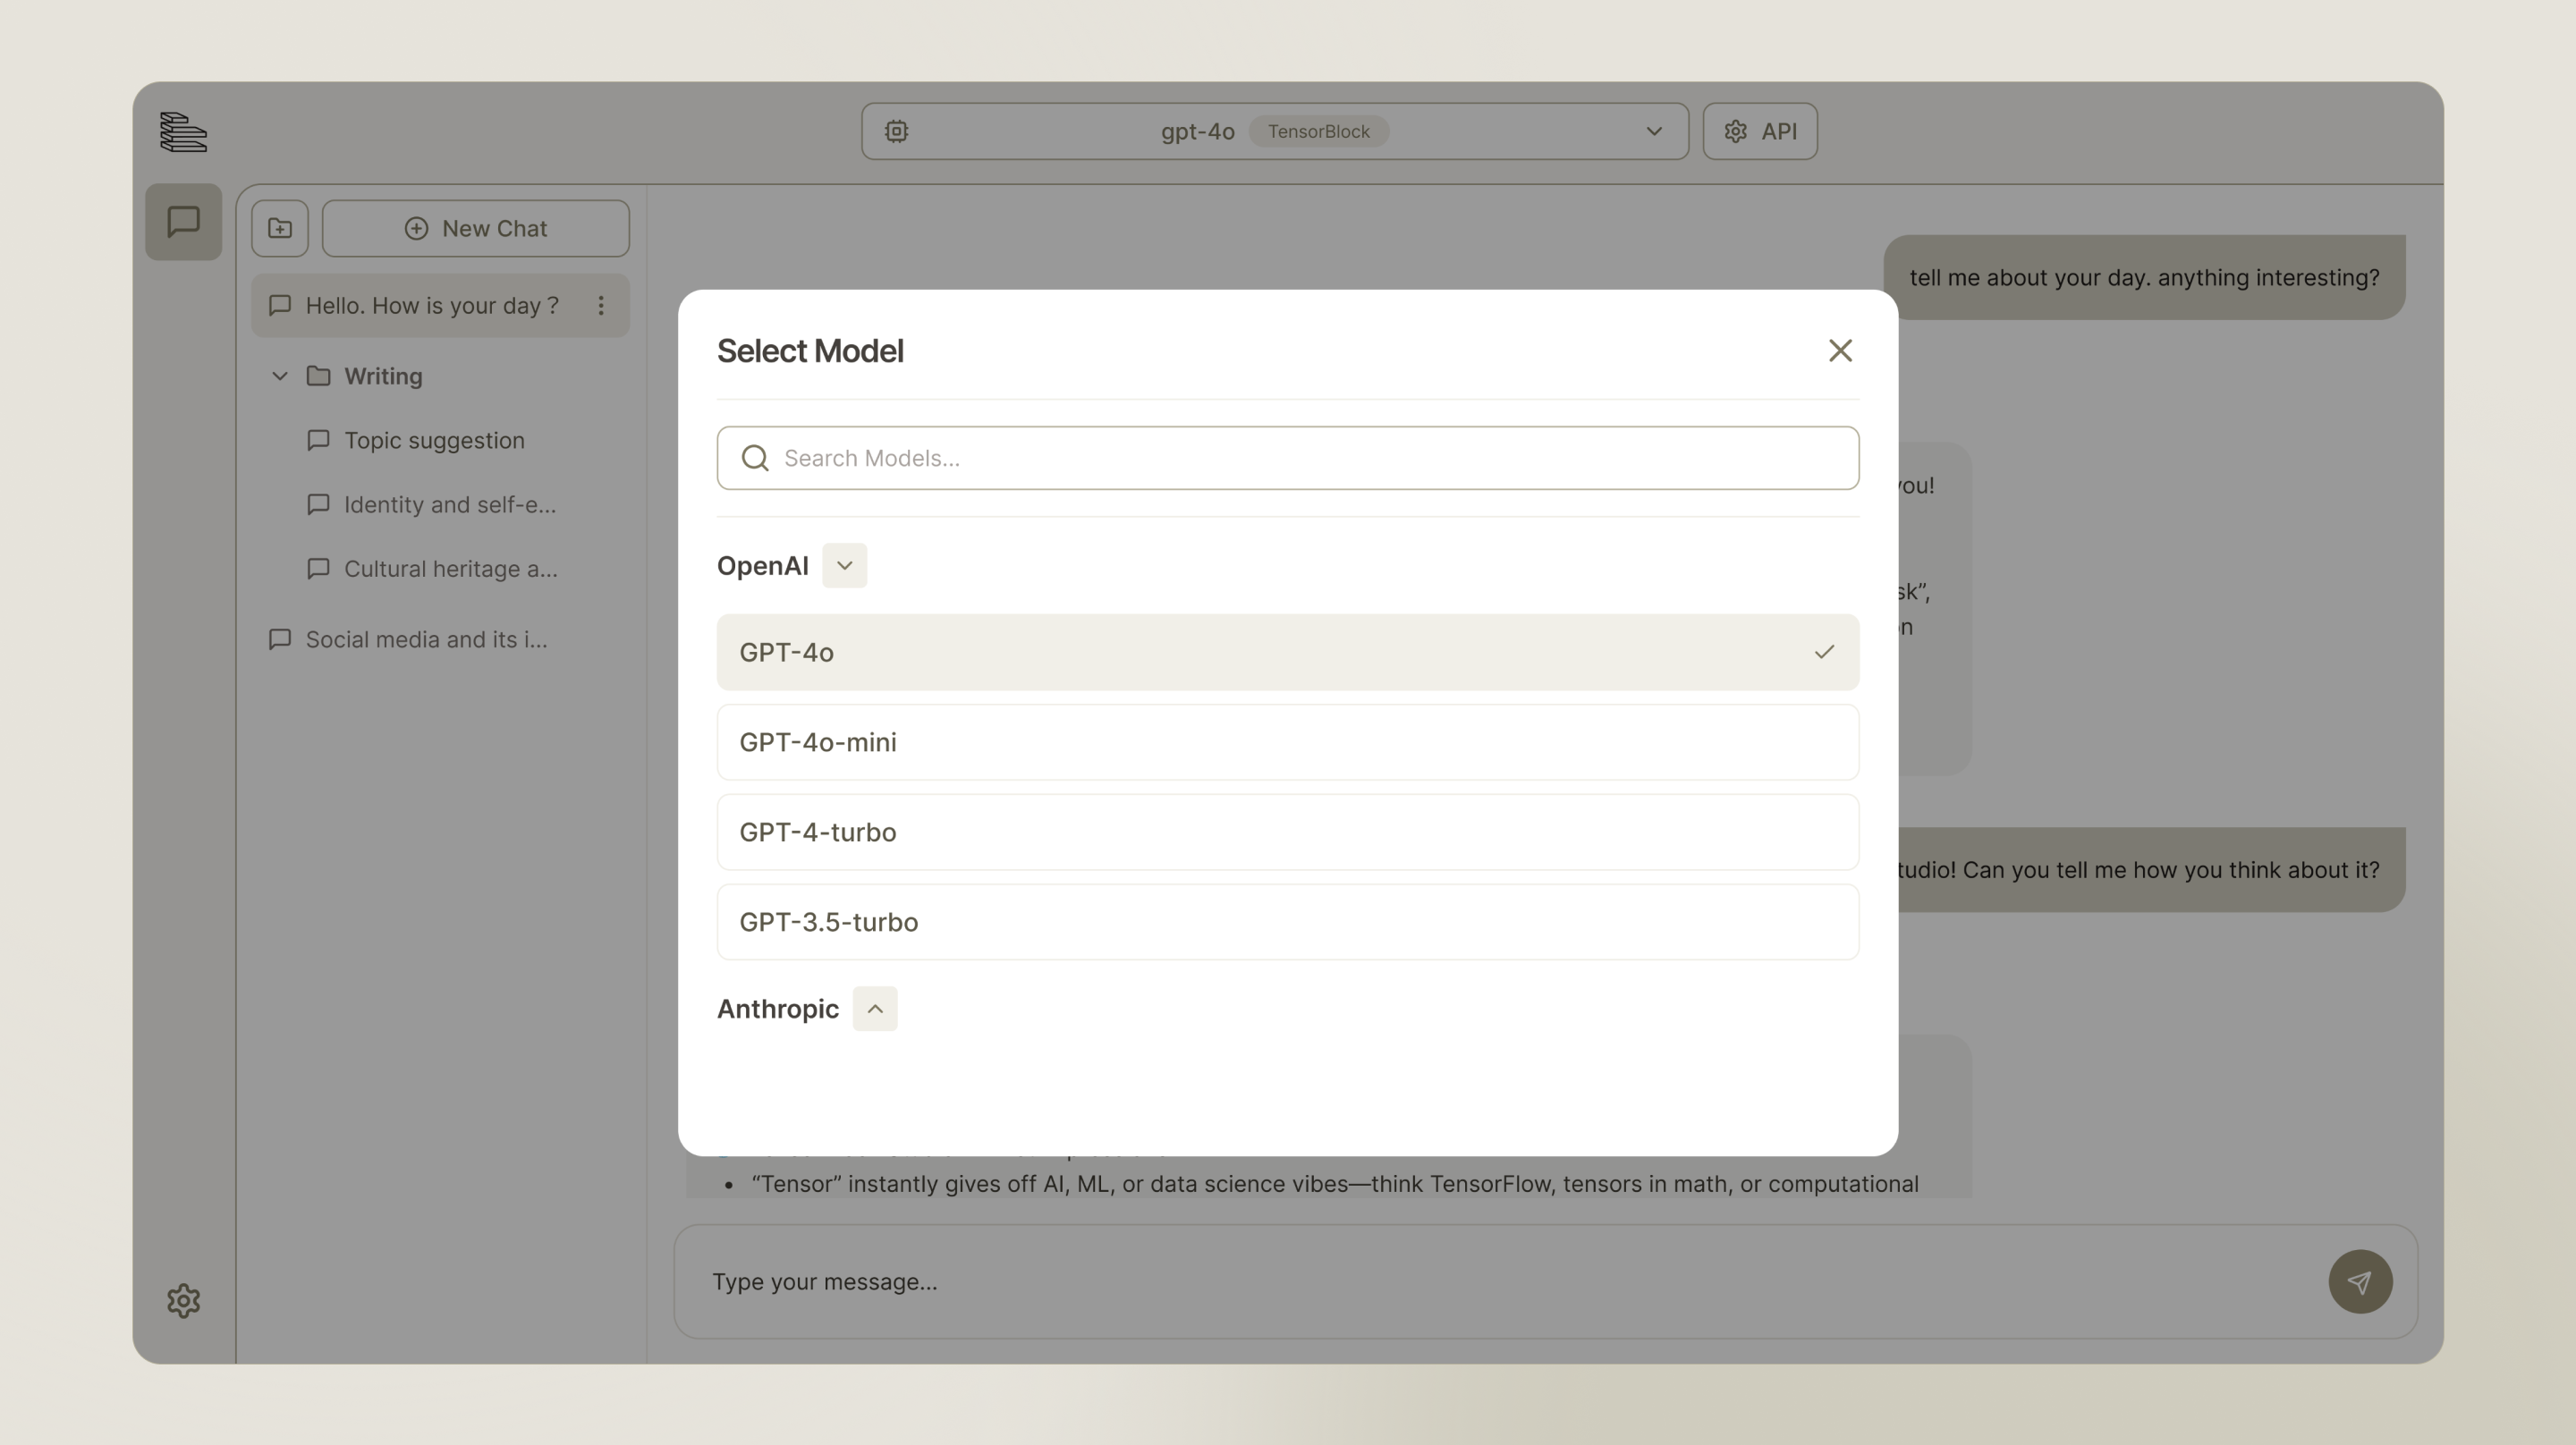 gpt-4o TensorBlock
API
New Chat
Hello. How is your day ?
Writing
Topic suggestion
Identity and self-e...
Cultural heritage a...
Social media and its i...
tell me about your day. anything interesting?
you!
sk”,
Select Model
Search Models...
OpenAI
GPT-4o
GPT-4o-mini
GPT-4-turbo
GPT-3.5-turbo
Anthropic
tudio! Can you tell me how you think about it?
• “Tensor” instantly gives off AI, ML, or data science vibes—think TensorFlow, tensors in math, or computational
Type your message...